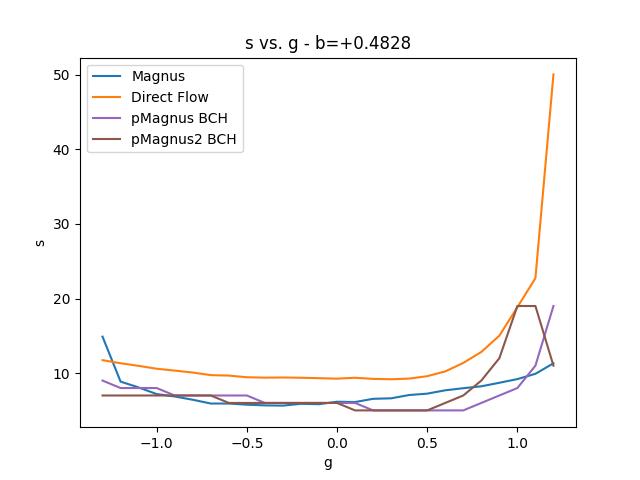 s vs. g - b=+0.4828
Magnus
Direct Flow
pMagnus BCH
pMagnus2 BCH
50
40
30
20
10
s
−1.0 −0.5 0.0 0.5 1.0
g